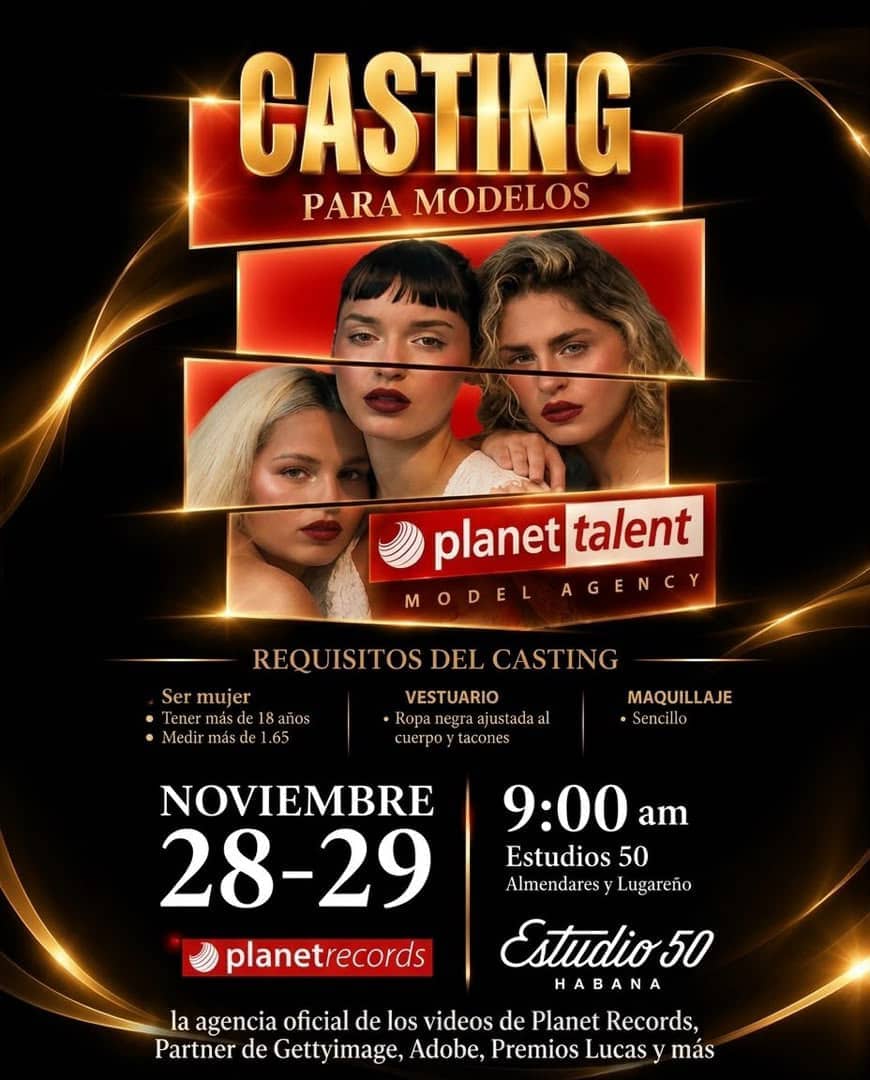 CASTING
PARA MODELOS
planet talent
MODEL AGENCY
REQUISITOS DEL CASTING
Ser mujer
• Tener más de 18 años
• Medir más de 1.65
VESTUARIO
• Ropa negra ajustada al
cuerpo y tacones
MAQUILLAJE
• Sencillo
NOVIEMBRE
28-29
planetrecords
9:00 am
Estudios 50
Almendares y Lugareño
Estudio 50
HABANA
la agencia oficial de los videos de Planet Records,
Partner de Gettyimage, Adobe, Premios Lucas y más